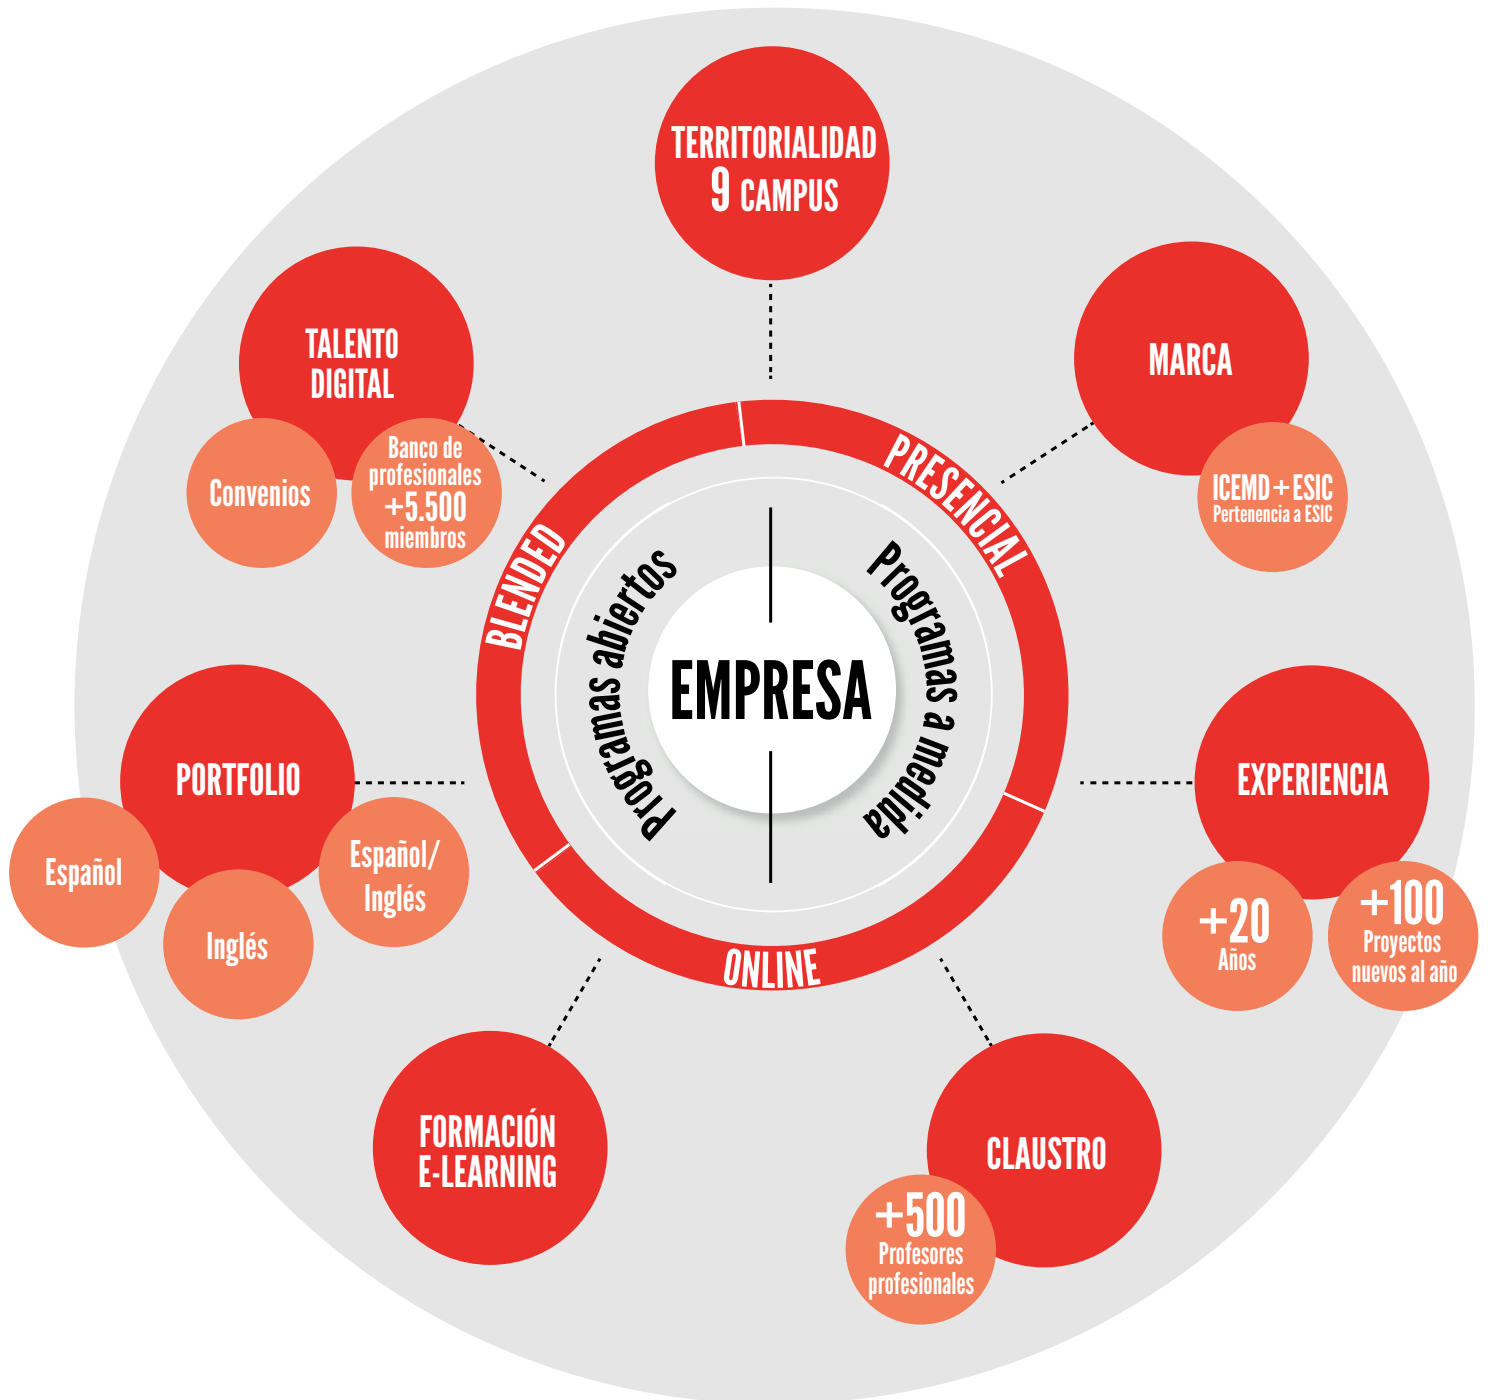 TERRITORIALIDAD
9 CAMPUS
TALENTO
DIGITAL
Convenios
Banco de
profesionales
+5.500
miembros
MARCA
ICEMD+ESIC
Pertenencia a ESIC
BLENDED
PRESENCIAL
ONLINE
Programas abiertos
Programas a medida
EMPRESA
PORTFOLIO
Español
Inglés
Español/
Inglés
EXPERIENCIA
+20
Años
+100
Proyectos
nuevos al año
FORMACIÓN
E-LEARNING
CLAUSTRO
+500
Profesores
profesionales